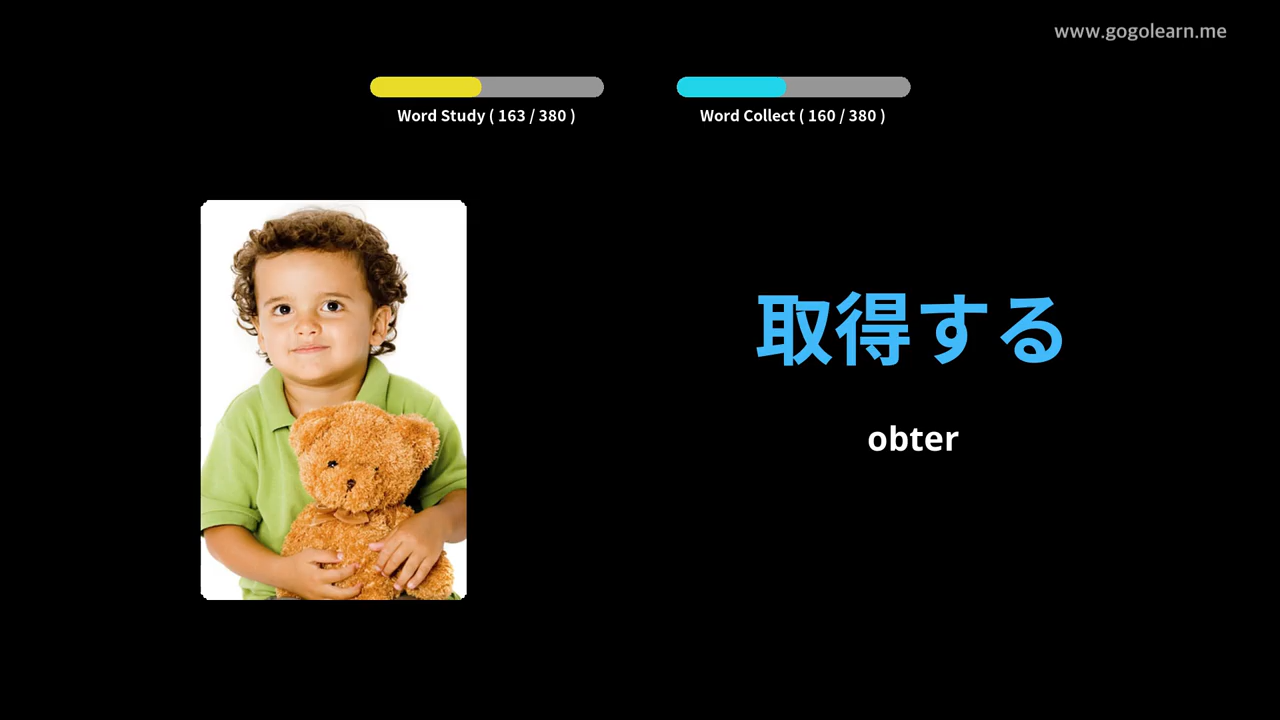 www.gogolearn.me
Word Study ( 163 / 380 )
Word Collect ( 160 / 380 )
取得する
obter